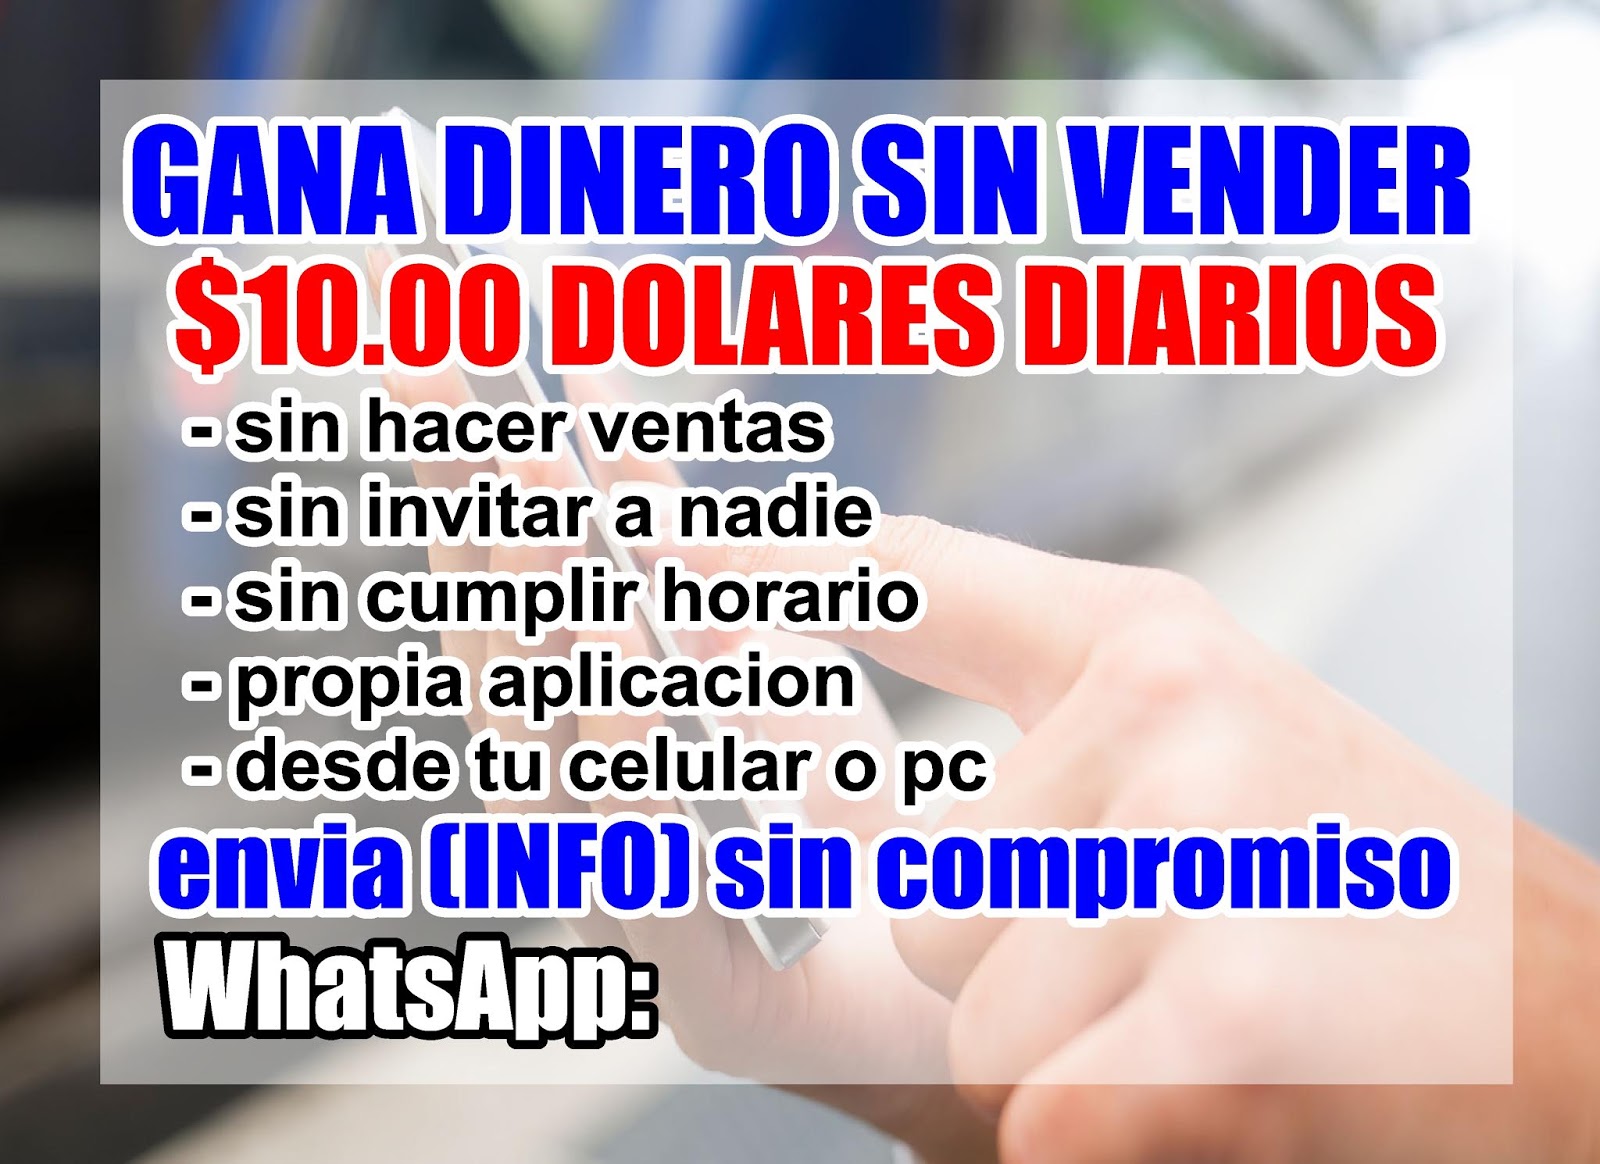 GANA DINERO SIN VENDER
$10.00 DOLARES DIARIOS
- sin hacer ventas
- sin invitar a nadie
- sin cumplir horario
- propia aplicacion
- desde tu celular o pc
envia (INFO) sin compromiso
WhatsApp: